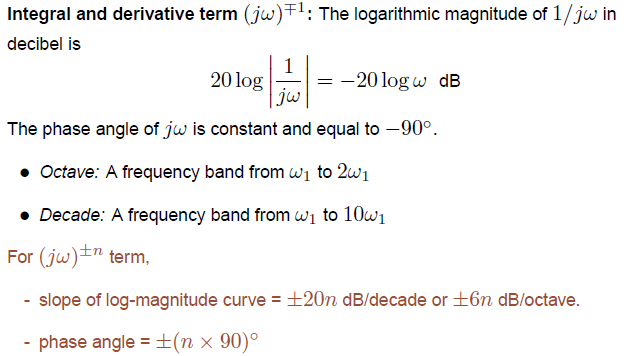 Integral and derivative term $(j\omega)^{\mp 1}$: The logarithmic magnitude of $1/j\omega$ in
decibel is
$20 \log \left| \frac{1}{j\omega} \right| = -20 \log \omega$ dB
The phase angle of $j\omega$ is constant and equal to $-90^\circ$.
• Octave: A frequency band from $\omega_1$ to $2\omega_1$
• Decade: A frequency band from $\omega_1$ to $10\omega_1$
For $(j\omega)^{\pm n}$ term,
- slope of log-magnitude curve = $\pm 20n$ dB/decade or $\pm 6n$ dB/octave.
- phase angle = $\pm(n \times 90)^\circ$